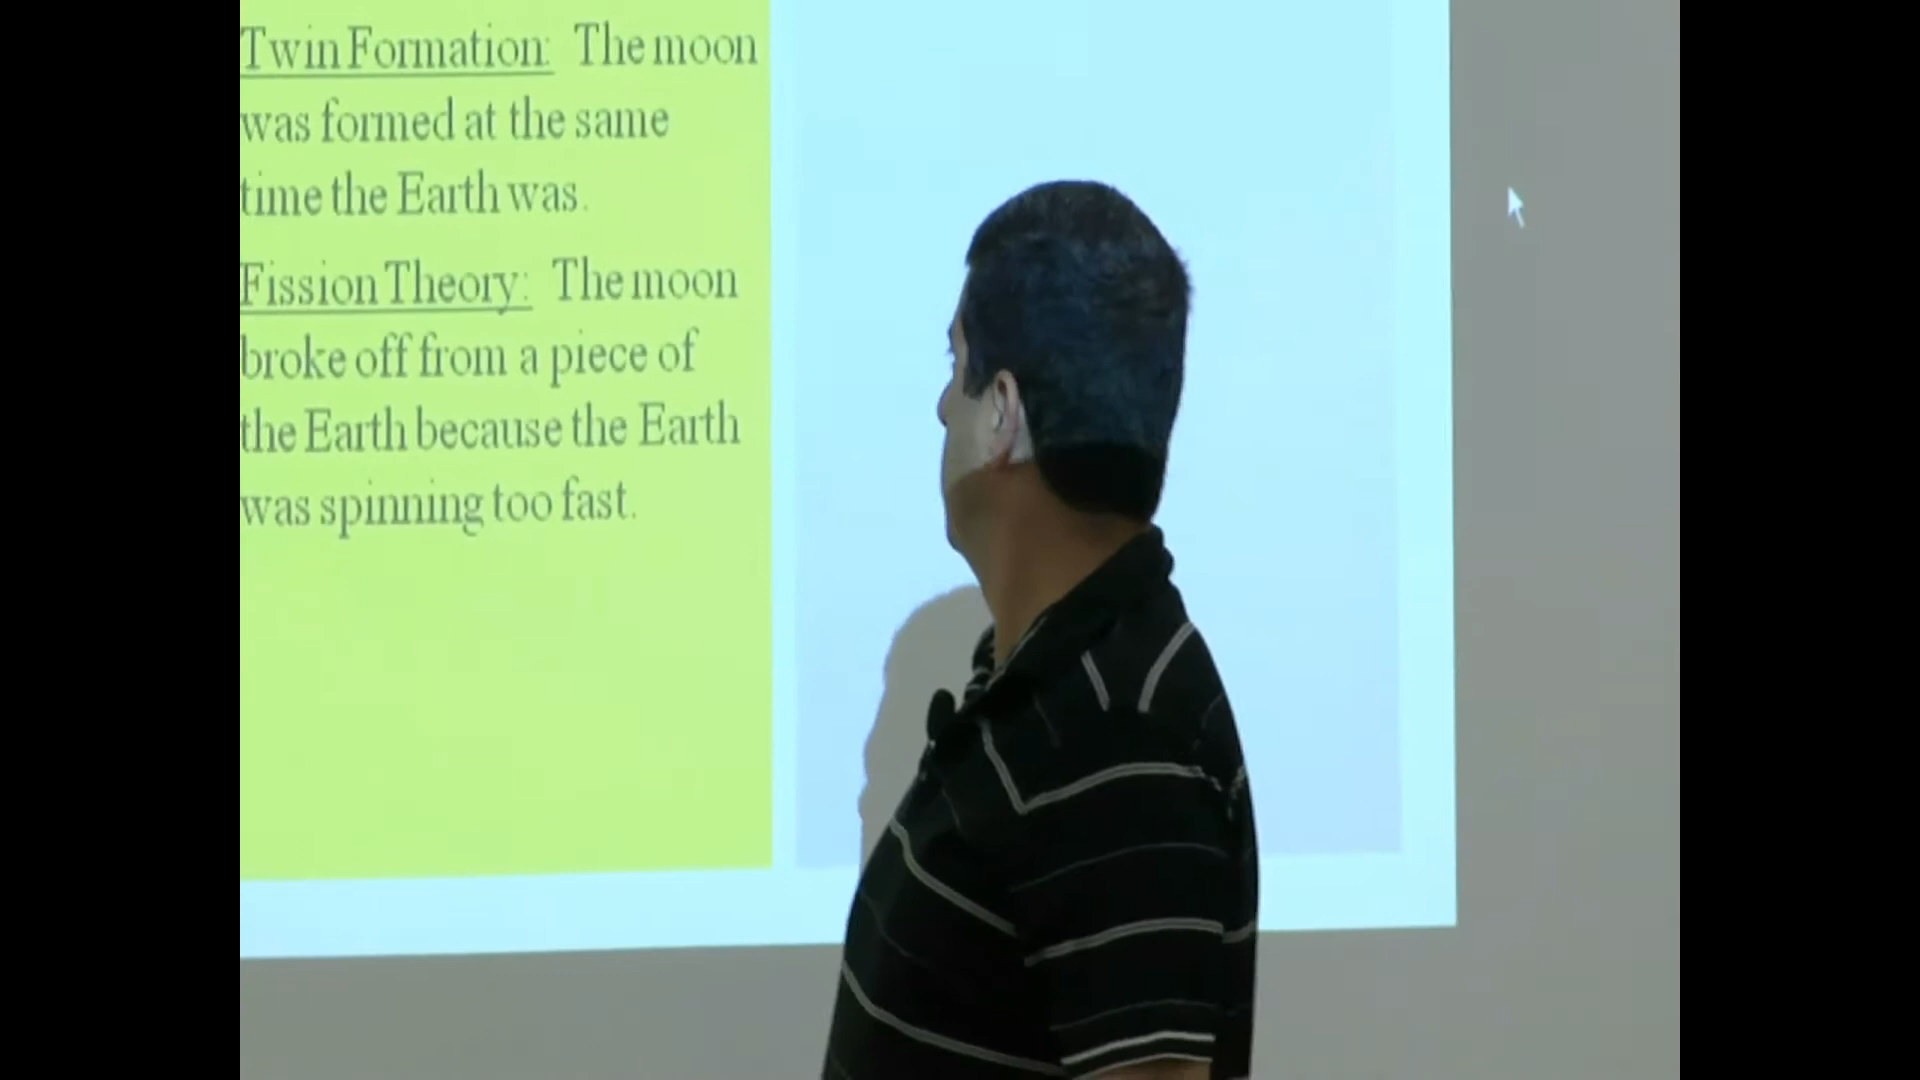 Twin Formation: The moon
was formed at the same
time the Earth was.
Fission Theory: The moon
broke off from a piece of
the Earth because the Earth
was spinning too fast.